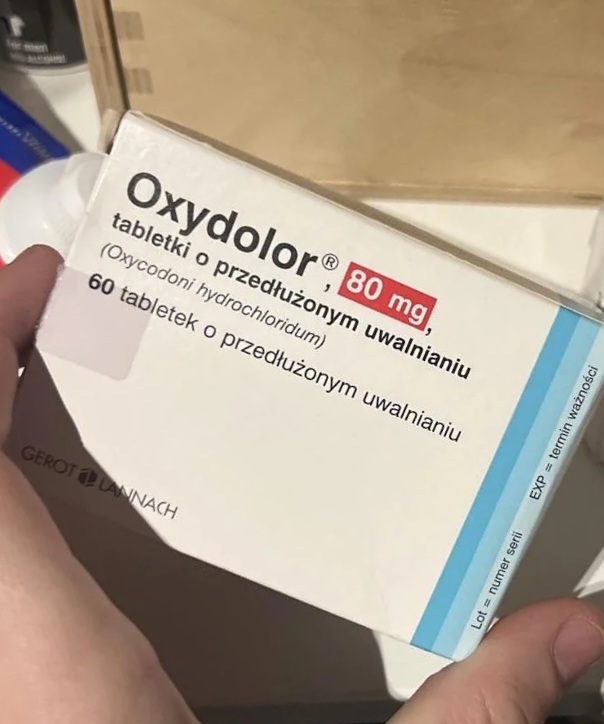 Oxydolor®, 80 mg,
tabletki o przedłużonym uwalnianiu
(Oxycodoni hydrochloridum)
60 tabletek o przedłużonym uwalnianiu
GEROT LANNACH
Lot = numer serii
EXP = termin ważności